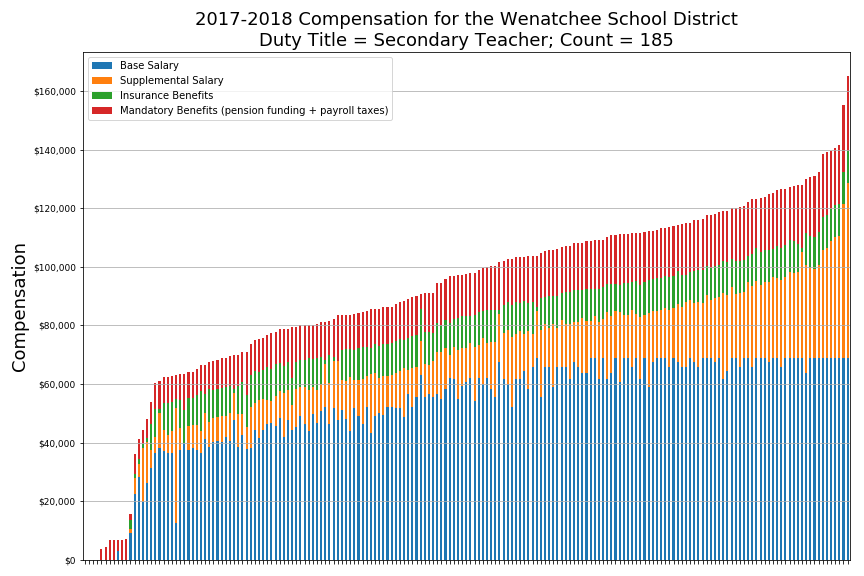 2017-2018 Compensation for the Wenatchee School District
Duty Title = Secondary Teacher; Count = 185
Base Salary
Supplemental Salary
Insurance Benefits
Mandatory Benefits (pension funding + payroll taxes)
$160,000
$140,000
$120,000
$100,000
$80,000
$60,000
$40,000
$20,000
$0
Compensation